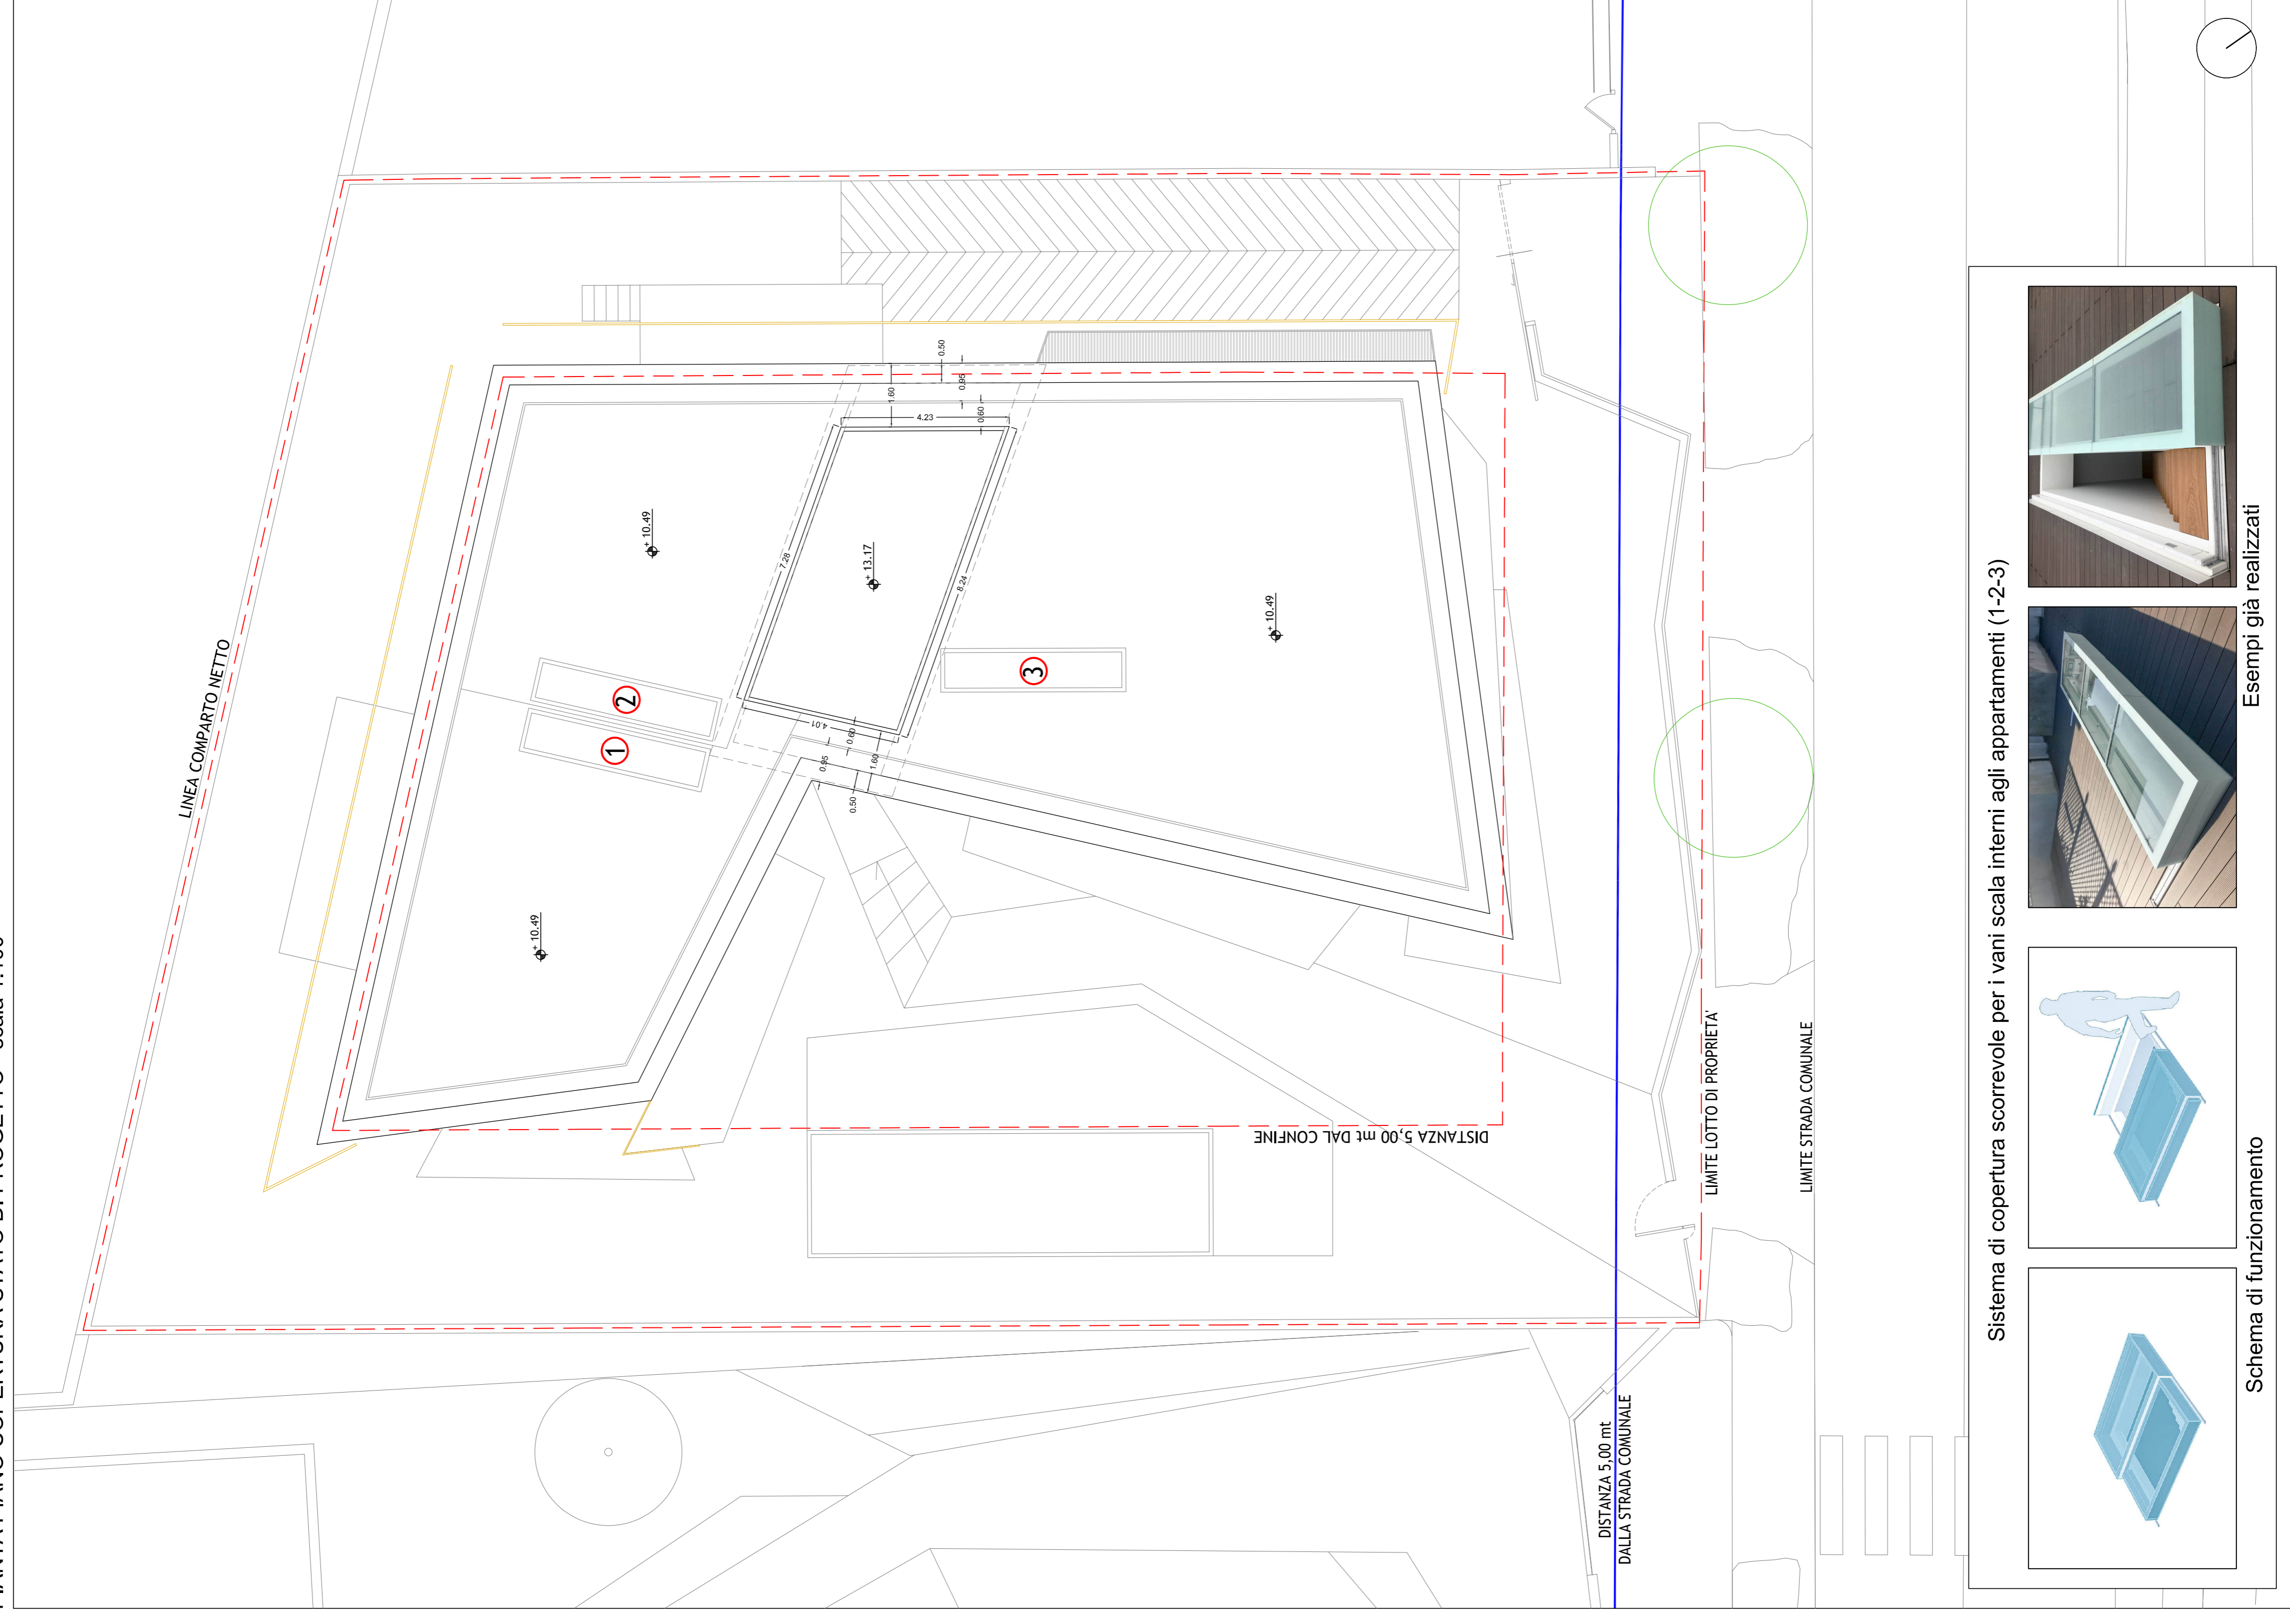 LINEA COMPARTO NETTO
+ 10.49
+ 10.49
+ 13.17
+ 10.49
1
2
3
7.28
8.24
4.23
4.01
1.60
0.50
0.95
0.60
0.60
0.95
1.60
0.50
DISTANZA 5,00 mt DAL CONFINE
LIMITE LOTTO DI PROPRIETA'
LIMITE STRADA COMUNALE
DISTANZA 5,00 mt
DALLA STRADA COMUNALE
Sistema di copertura scorrevole per i vani scala interni agli appartamenti (1-2-3)
Schema di funzionamento
Esempi già realizzati